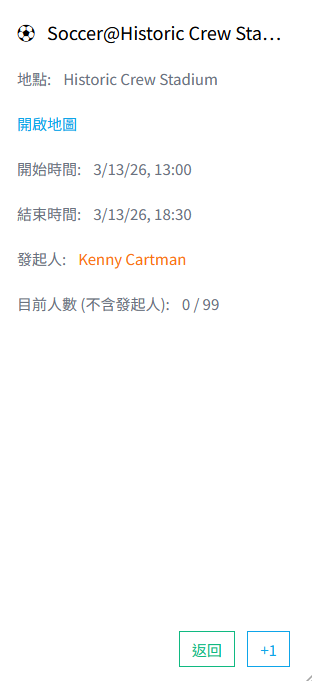 Soccer@Historic Crew Sta...
地點: Historic Crew Stadium
開啟地圖
開始時間: 3/13/26, 13:00
結束時間: 3/13/26, 18:30
發起人: Kenny Cartman
目前人數 (不含發起人): 0 / 99
返回 +1